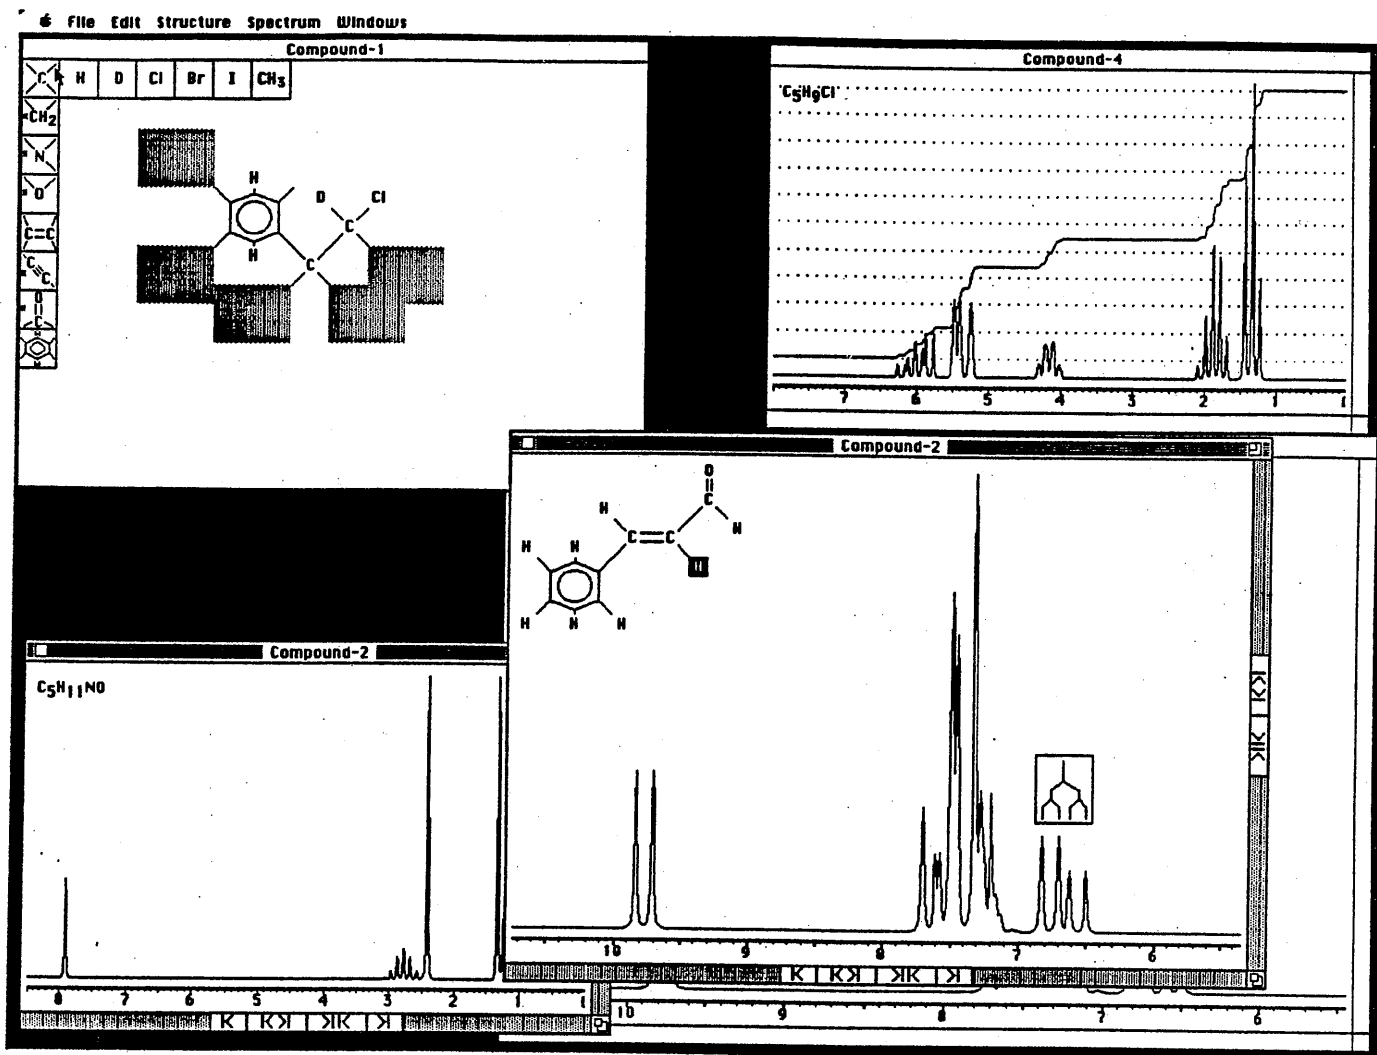 File Edit Structure Spectrum Windows
Compound-1
C H D Cl Br I CH₃
CH₂
N
O
C=C
C≡C
O
C
H
H
H
H
D Cl
C
C
Compound-4
C₅H₉Cl
7 6 5 4 3 2 1
Compound-2
O
C
H
H
C=C
H
H
H
H
H
H
10 9 8 7 6
Compound-2
C₅H₁₁NO
8 7 6 5 4 3 2 1
10 9 8 7 6